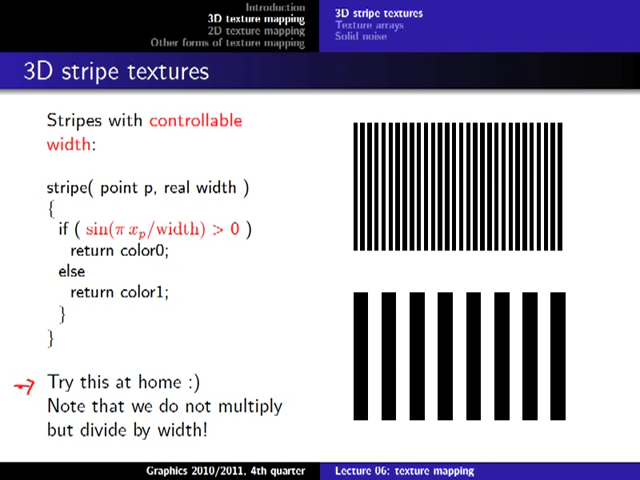 Introduction
3D texture mapping
2D texture mapping
Other forms of texture mapping
3D stripe textures
Texture arrays
Solid noise
3D stripe textures
Stripes with controllable
width:
stripe( point p, real width )
{
if ( sin(π xₚ/width) > 0 )
return color0;
else
return color1;
}
}
Try this at home :)
Note that we do not multiply
but divide by width!
Graphics 2010/2011, 4th quarter
Lecture 06: texture mapping